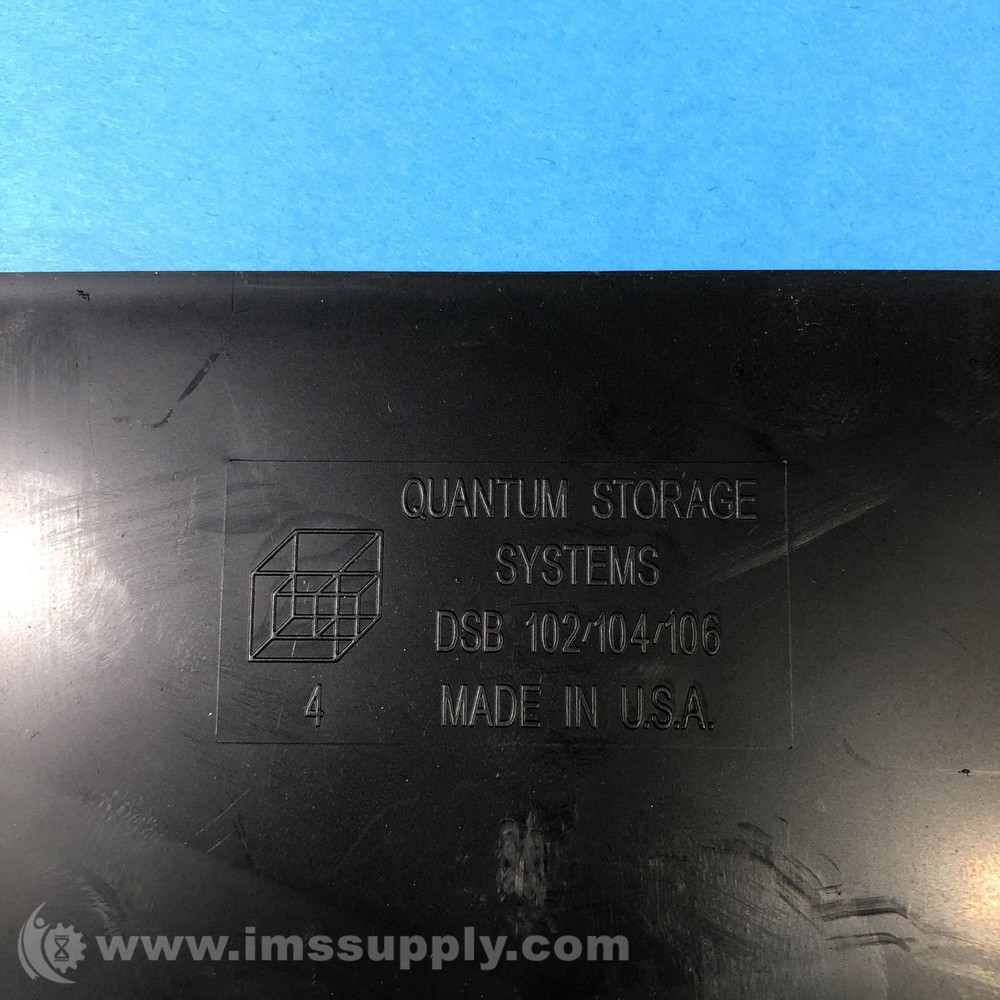 QUANTUM STORAGE
SYSTEMS
DSB 102/104/106
4 MADE IN U.S.A.
www.imssupply.com